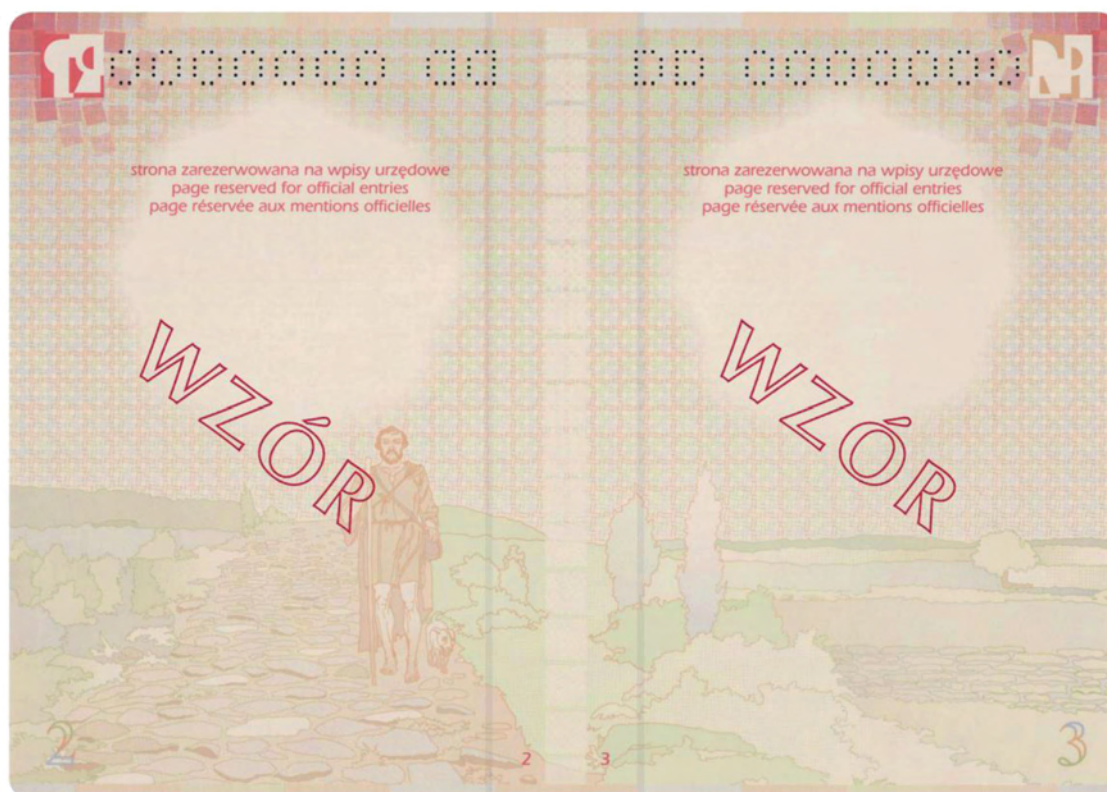 strona zarezerwowana na wpisy urzędowe
page reserved for official entries
page réservée aux mentions officielles
WZÓR
2
2
strona zarezerwowana na wpisy urzędowe
page reserved for official entries
page réservée aux mentions officielles
WZÓR
3
3